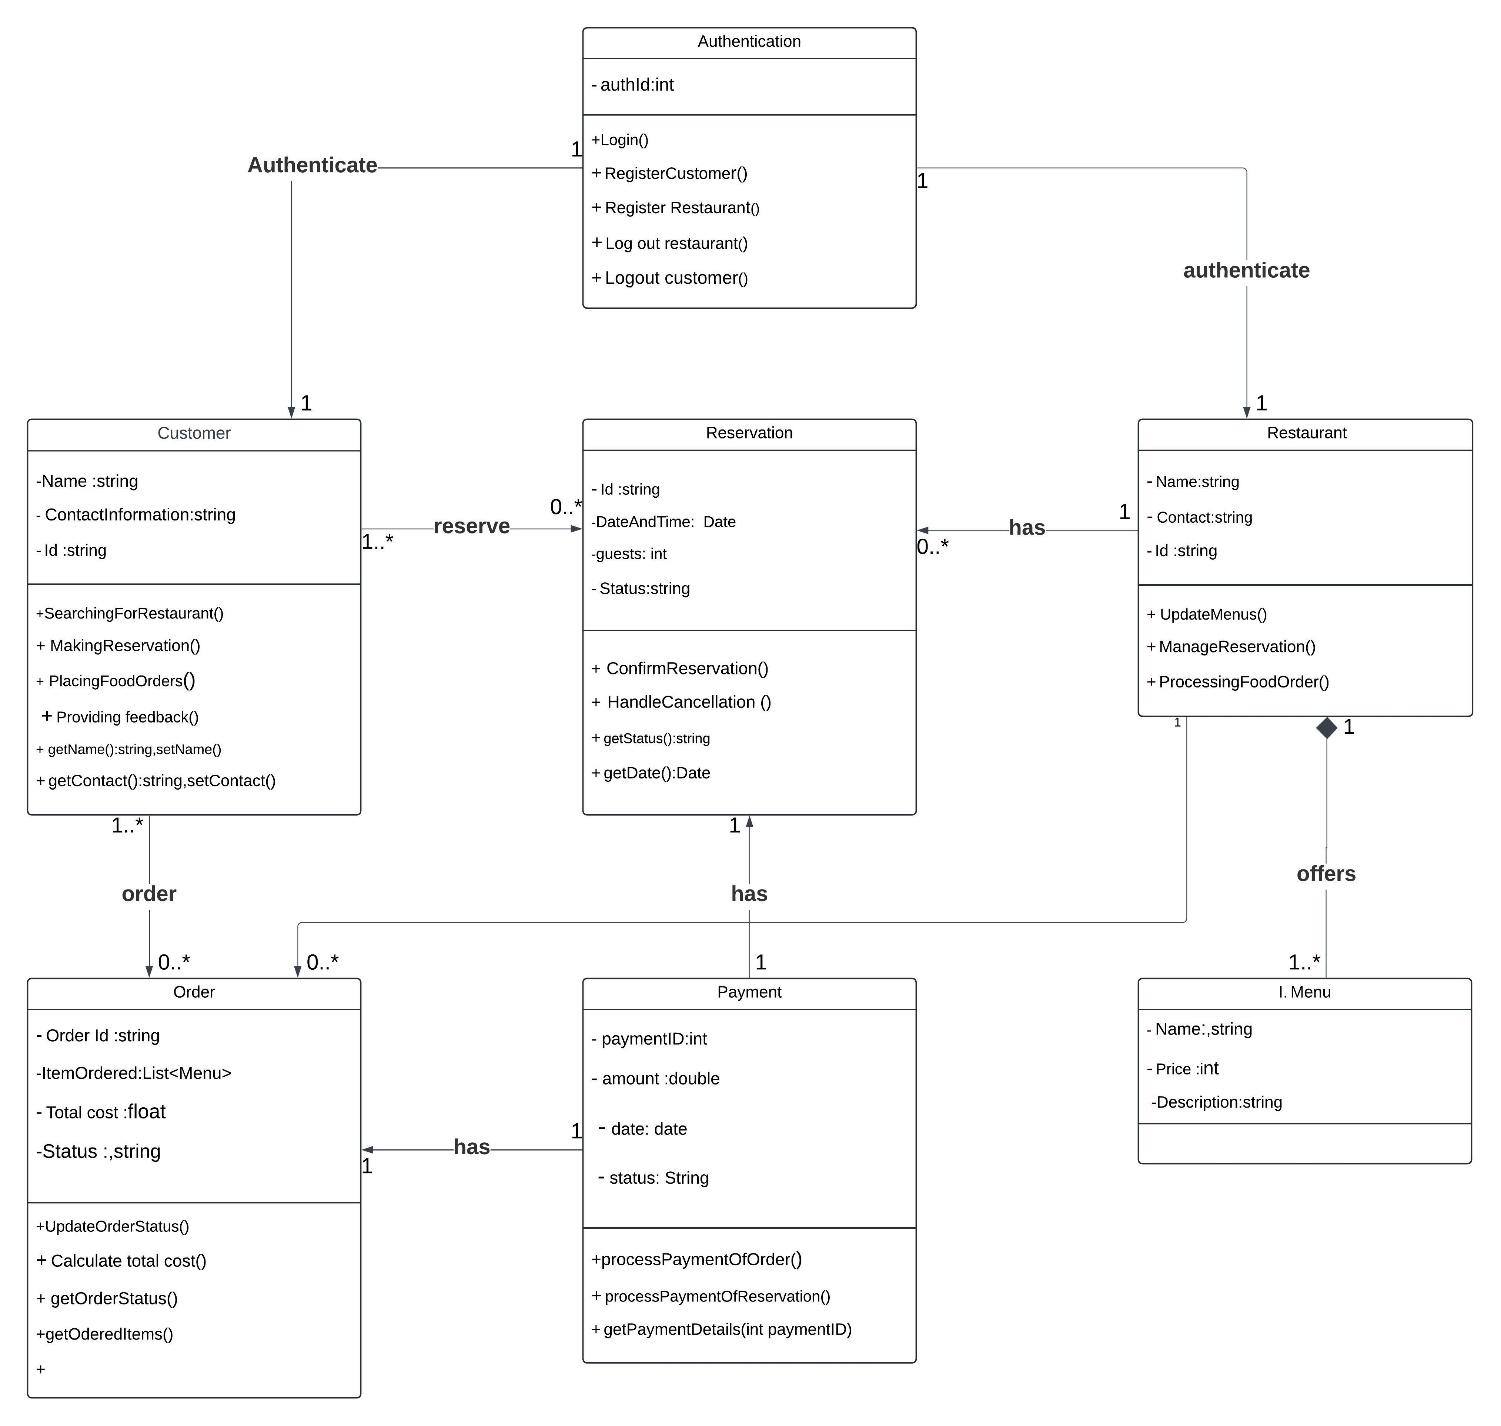 Authentication
- authId:int
+Login()
+ RegisterCustomer()
+ Register Restaurant()
+ Log out restaurant()
+ Logout customer()
1
Authenticate
1
1
authenticate
1
Customer
-Name :string
- ContactInformation:string
- Id :string
+SearchingForRestaurant()
+ MakingReservation()
+ PlacingFoodOrders()
+ Providing feedback()
+ getName():string,setName()
+ getContact():string,setContact()
1..*
reserve
0..*
Reservation
- Id :string
-DateAndTime: Date
-guests: int
- Status:string
+ ConfirmReservation()
+ HandleCancellation ()
+ getStatus():string
+ getDate():Date
0..*
has
1
Restaurant
- Name:string
- Contact:string
- Id :string
+ UpdateMenus()
+ ManageReservation()
+ ProcessingFoodOrder()
1
1
1..*
order
0..*
0..*
1
has
1
offers
1..*
Order
- Order Id :string
-ItemOrdered:List<Menu>
- Total cost :float
-Status :,string
+UpdateOrderStatus()
+ Calculate total cost()
+ getOrderStatus()
+getOderedItems()
+
1
has
1
Payment
- paymentID:int
- amount :double
- date: date
- status: String
+processPaymentOfOrder()
+ processPaymentOfReservation()
+ getPaymentDetails(int paymentID)
I. Menu
- Name:,string
- Price :int
-Description:string